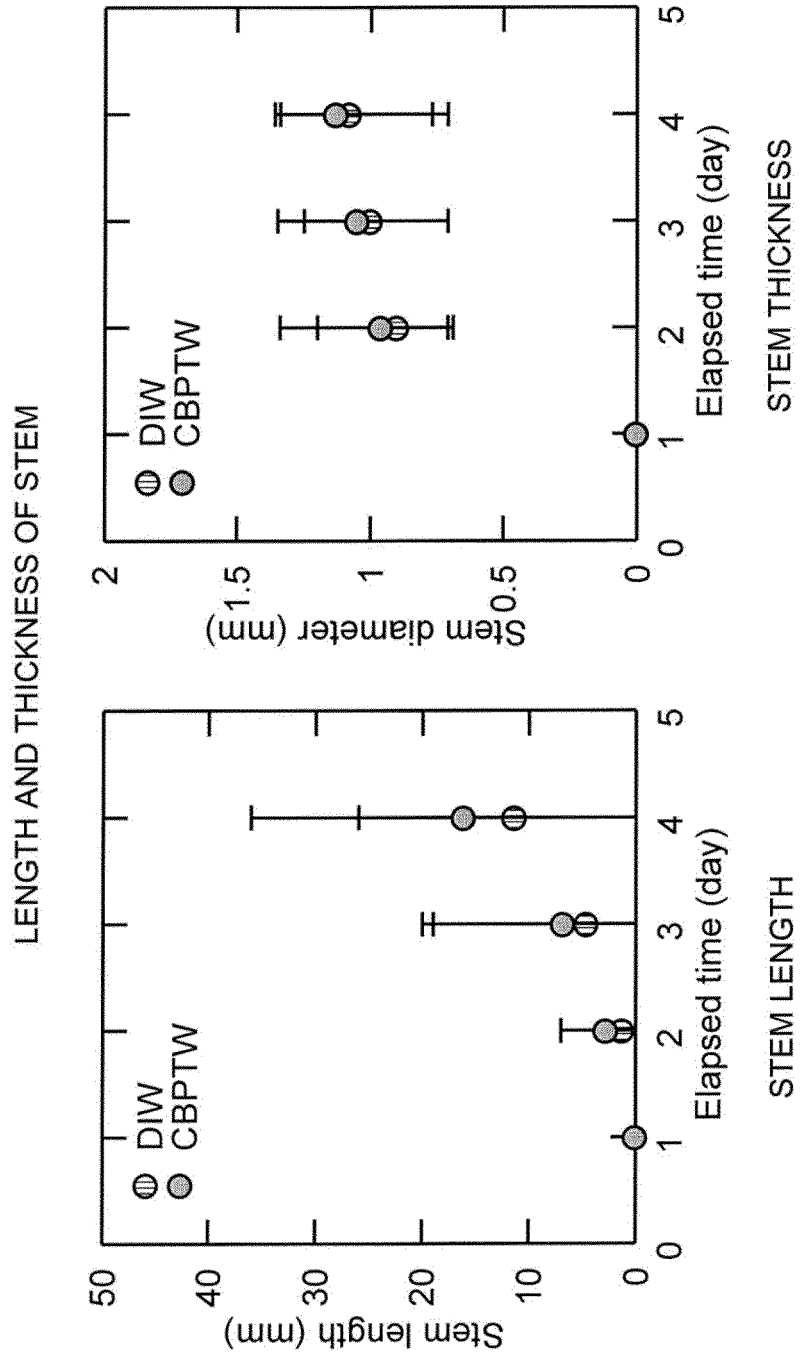 LENGTH AND THICKNESS OF STEM
DIW
CBPTW
50
40
30
20
10
0
Stem length (mm)
0 1 2 3 4 5
Elapsed time (day)
STEM LENGTH
DIW
CBPTW
2
1.5
1
0.5
0
Stem diameter (mm)
0 1 2 3 4 5
Elapsed time (day)
STEM THICKNESS